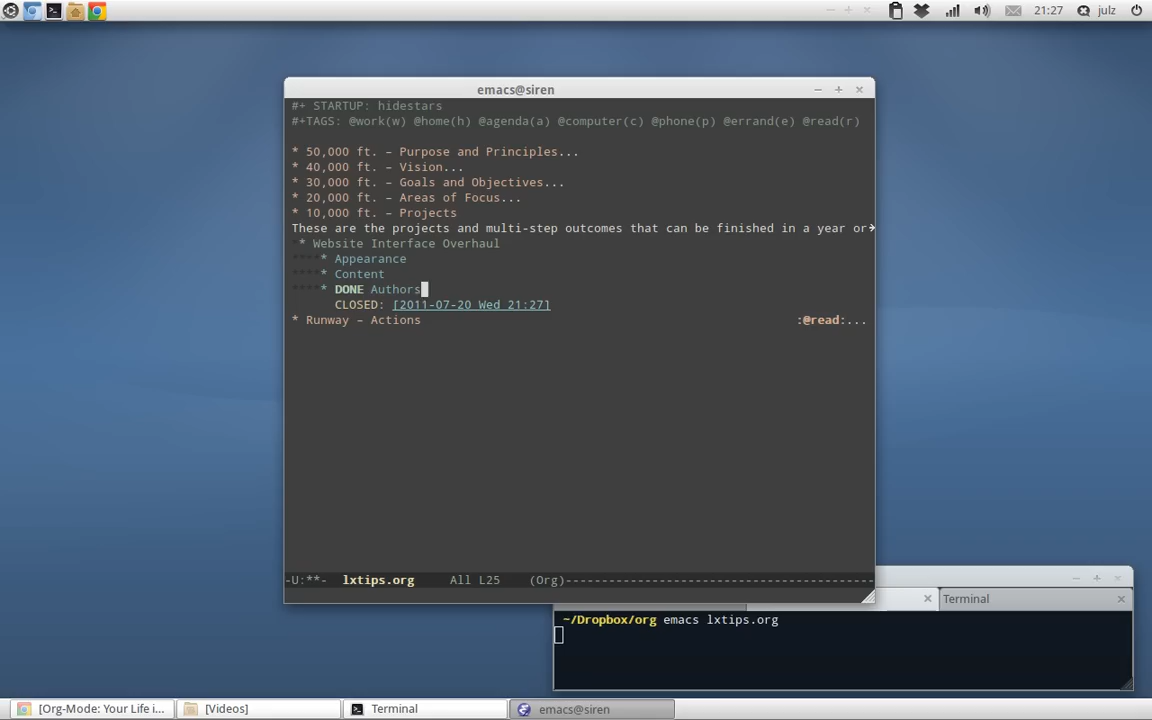 21:27
julz
emacs@siren
#+ STARTUP: hidestars
#+TAGS: @work(w) @home(h) @agenda(a) @computer(c) @phone(p) @errand(e) @read(r)
* 50,000 ft. – Purpose and Principles...
* 40,000 ft. – Vision...
* 30,000 ft. – Goals and Objectives...
* 20,000 ft. – Areas of Focus...
* 10,000 ft. – Projects
These are the projects and multi-step outcomes that can be finished in a year or
** Website Interface Overhaul
***** Appearance
***** Content
***** DONE Authors
CLOSED: [2011-07-20 Wed 21:27]
* Runway – Actions :@read:...
-U:**- lxtips.org All L25 (Org)------------------------------------------
Terminal
~/Dropbox/org emacs lxtips.org
[Org-Mode: Your Life i...
[Videos]
Terminal
emacs@siren